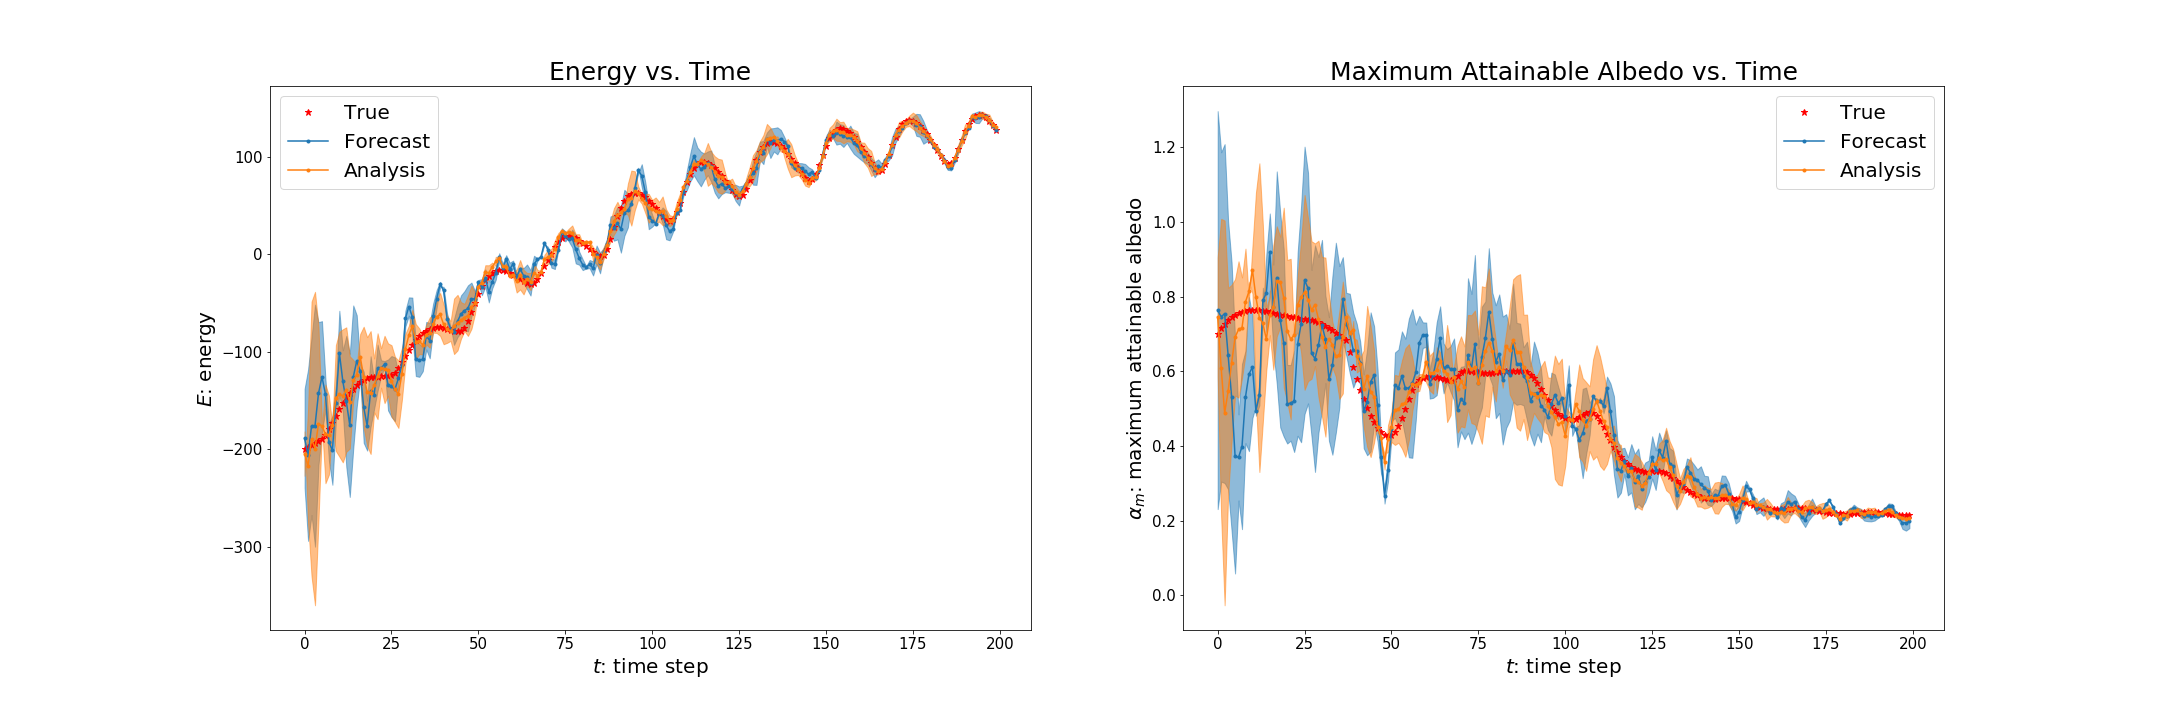 Energy vs. Time
True
Forecast
Analysis
E: energy
100
0
−100
−200
−300
0 25 50 75 100 125 150 175 200
t: time step
Maximum Attainable Albedo vs. Time
True
Forecast
Analysis
αm: maximum attainable albedo
1.2
1.0
0.8
0.6
0.4
0.2
0.0
0 25 50 75 100 125 150 175 200
t: time step